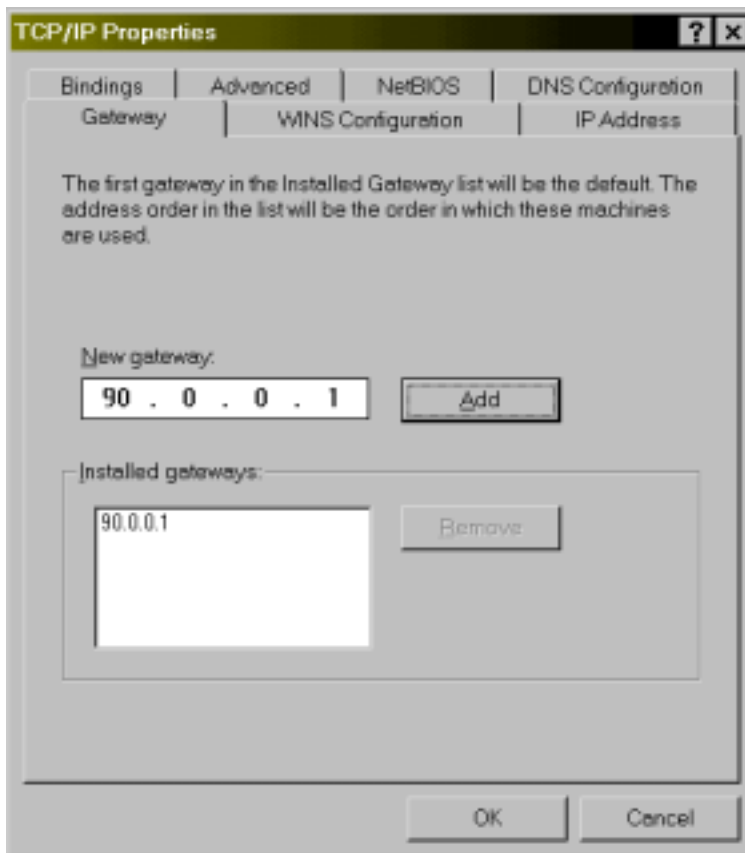 TCP/IP Properties
Bindings
Advanced
NetBIOS
DNS Configuration
Gateway
WINS Configuration
IP Address
The first gateway in the Installed Gateway list will be the default. The
address order in the list will be the order in which these machines
are used.
New gateway:
90 . 0 . 0 . 1
Add
Installed gateways:
90.0.0.1
Remove
OK
Cancel